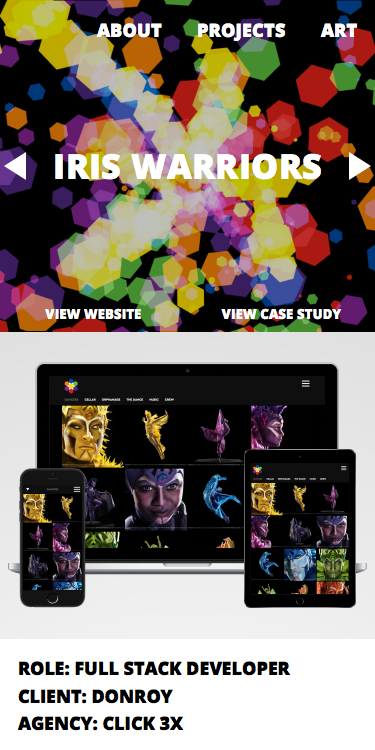 ABOUT PROJECTS ART
IRIS WARRIORS
VIEW WEBSITE VIEW CASE STUDY
DANCERS CELLAR ORPHANAGE THE DANCE MUSIC CREW
ROLE: FULL STACK DEVELOPER
CLIENT: DONROY
AGENCY: CLICK 3X